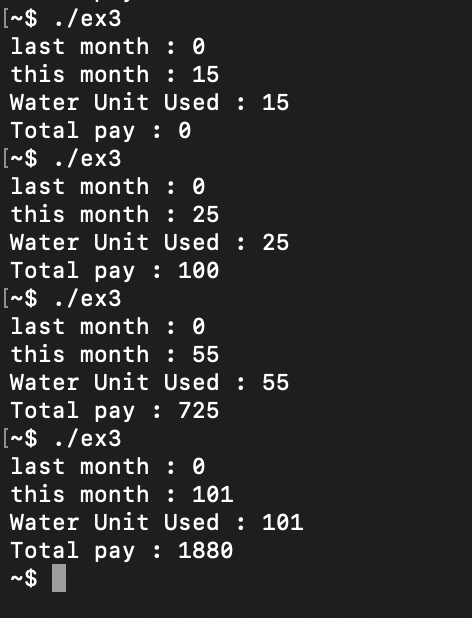 [~$ ./ex3
last month : 0
this month : 15
Water Unit Used : 15
Total pay : 0
[~$ ./ex3
last month : 0
this month : 25
Water Unit Used : 25
Total pay : 100
[~$ ./ex3
last month : 0
this month : 55
Water Unit Used : 55
Total pay : 725
[~$ ./ex3
last month : 0
this month : 101
Water Unit Used : 101
Total pay : 1880
~$